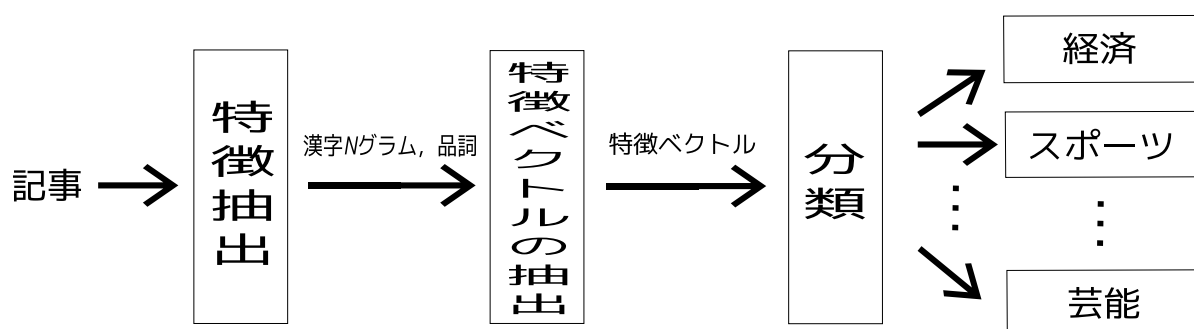 記事
特徴抽出
漢字Nグラム, 品詞
特徴ベクトルの抽出
特徴ベクトル
分類
経済
スポーツ
芸能